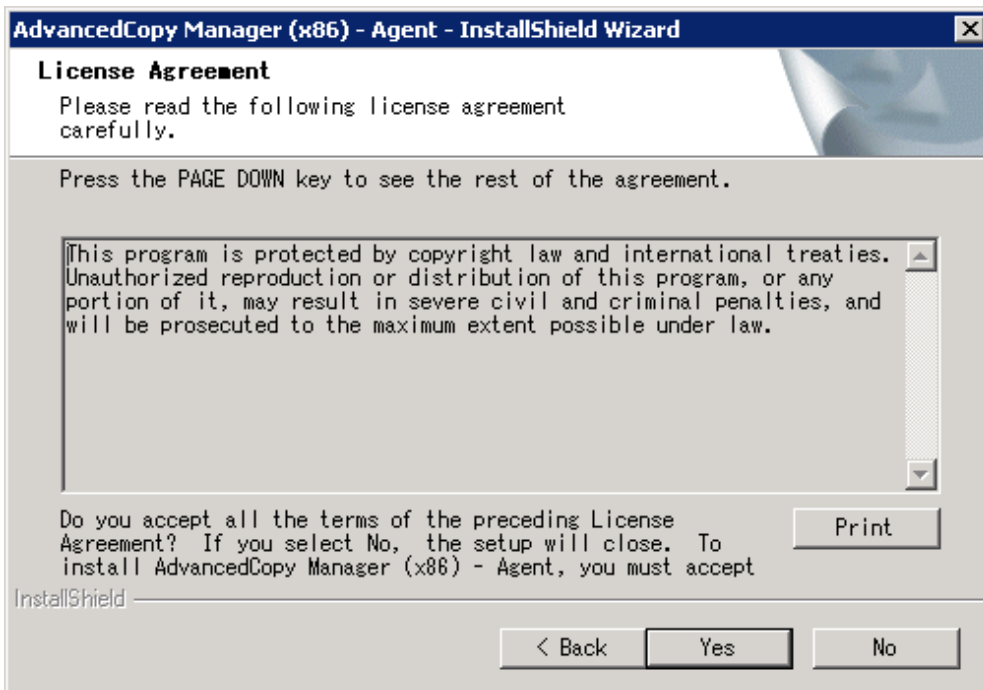 AdvancedCopy Manager (x86) - Agent - InstallShield Wizard
License Agreement
Please read the following license agreement
carefully.
Press the PAGE DOWN key to see the rest of the agreement.
This program is protected by copyright law and international treaties.
Unauthorized reproduction or distribution of this program, or any
portion of it, may result in severe civil and criminal penalties, and
will be prosecuted to the maximum extent possible under law.
Do you accept all the terms of the preceding License
Agreement?  If you select No,  the setup will close.  To
install AdvancedCopy Manager (x86) - Agent, you must accept
Print
InstallShield
< Back
Yes
No